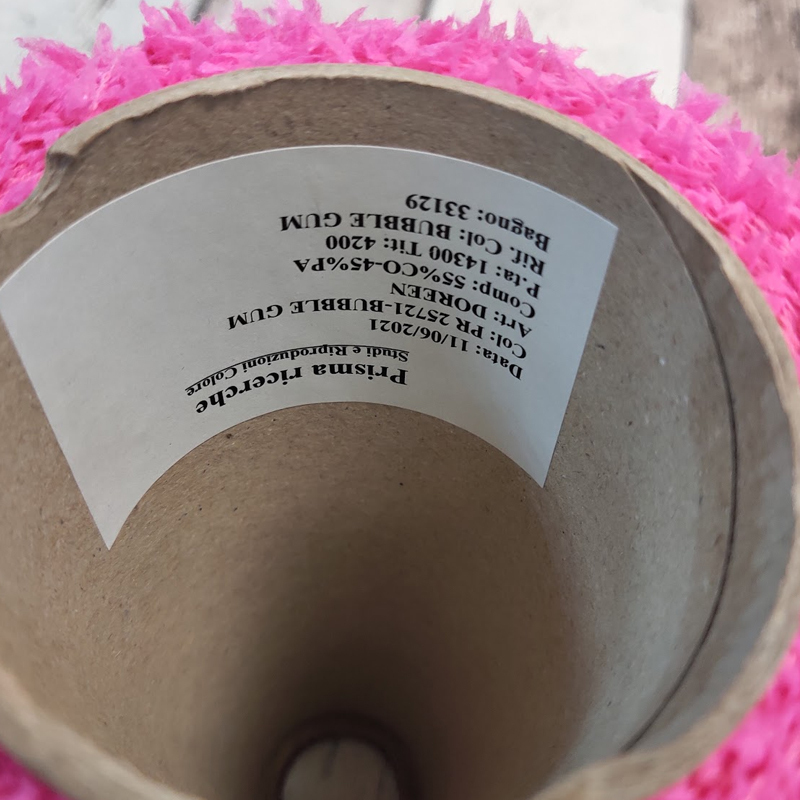 Prisma ricerche
Studi e Riproduzioni Colore
Data: 11/06/2021
Col: PR 25721-BUBBLE GUM
Art: DOREEN
Comp: 55%CO-45%PA
P.ta: 14300 Tit: 4200
Rif. Col: BUBBLE GUM
Bagno: 33129